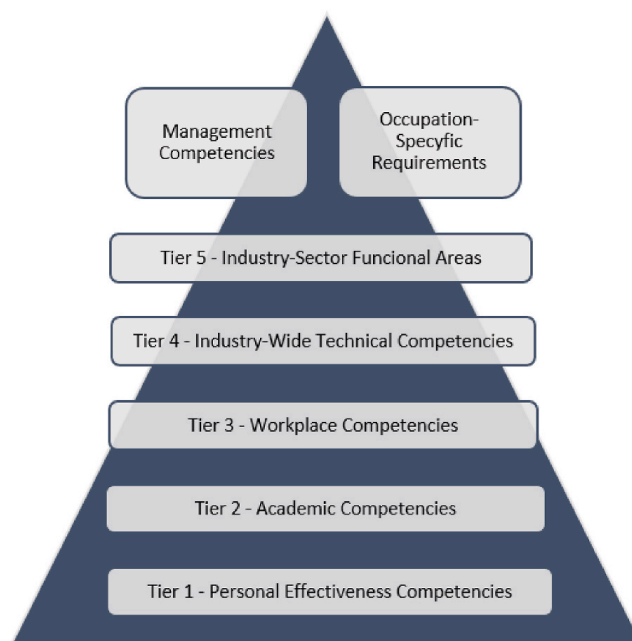 Management
Competencies
Occupation-
Specyfic
Requirements
Tier 5 - Industry-Sector Funcional Areas
Tier 4 - Industry-Wide Technical Competencies
Tier 3 - Workplace Competencies
Tier 2 - Academic Competencies
Tier 1 - Personal Effectiveness Competencies